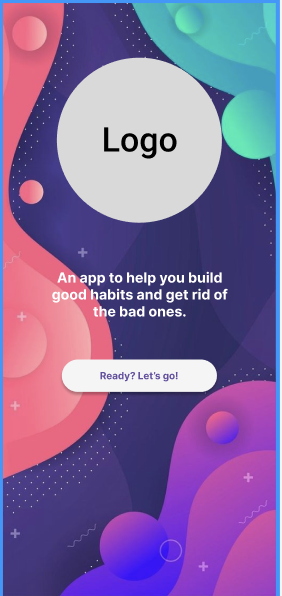 Logo
An app to help you build
good habits and get rid of
the bad ones.
Ready? Let's go!